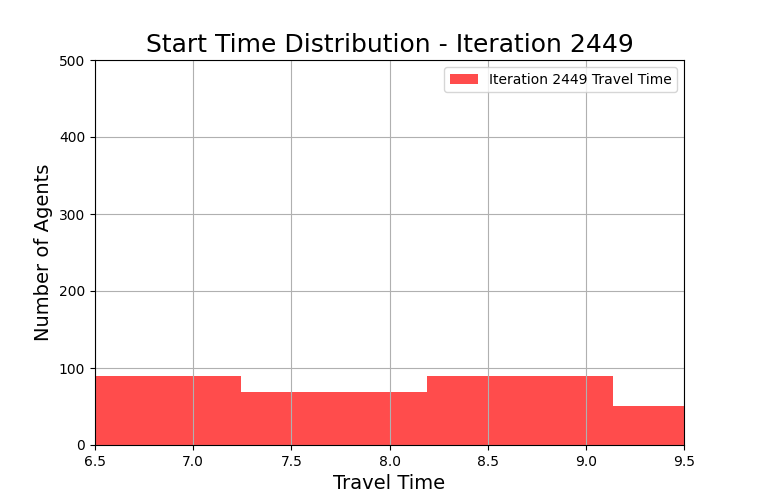 Start Time Distribution - Iteration 2449
Iteration 2449 Travel Time
Number of Agents
500
400
300
200
100
0
6.5 7.0 7.5 8.0 8.5 9.0 9.5
Travel Time